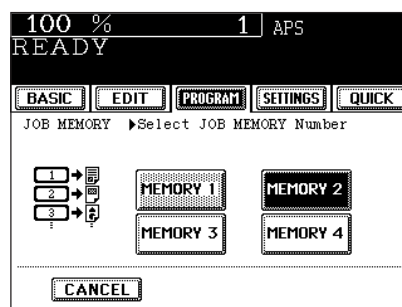 100 % 1 APS
READY
BASIC EDIT PROGRAM SETTINGS QUICK
JOB MEMORY ▶Select JOB MEMORY Number
1
2
3
MEMORY 1 MEMORY 2
MEMORY 3 MEMORY 4
CANCEL